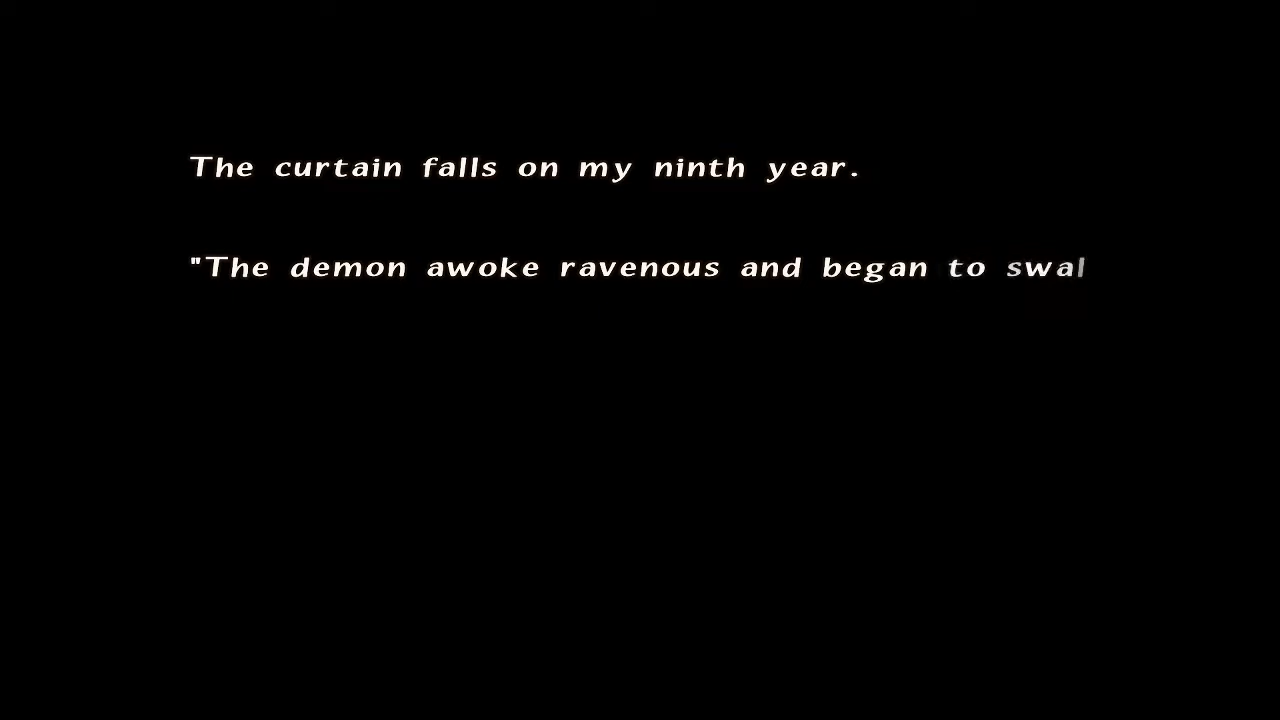 The curtain falls on my ninth year.
"The demon awoke ravenous and began to swal